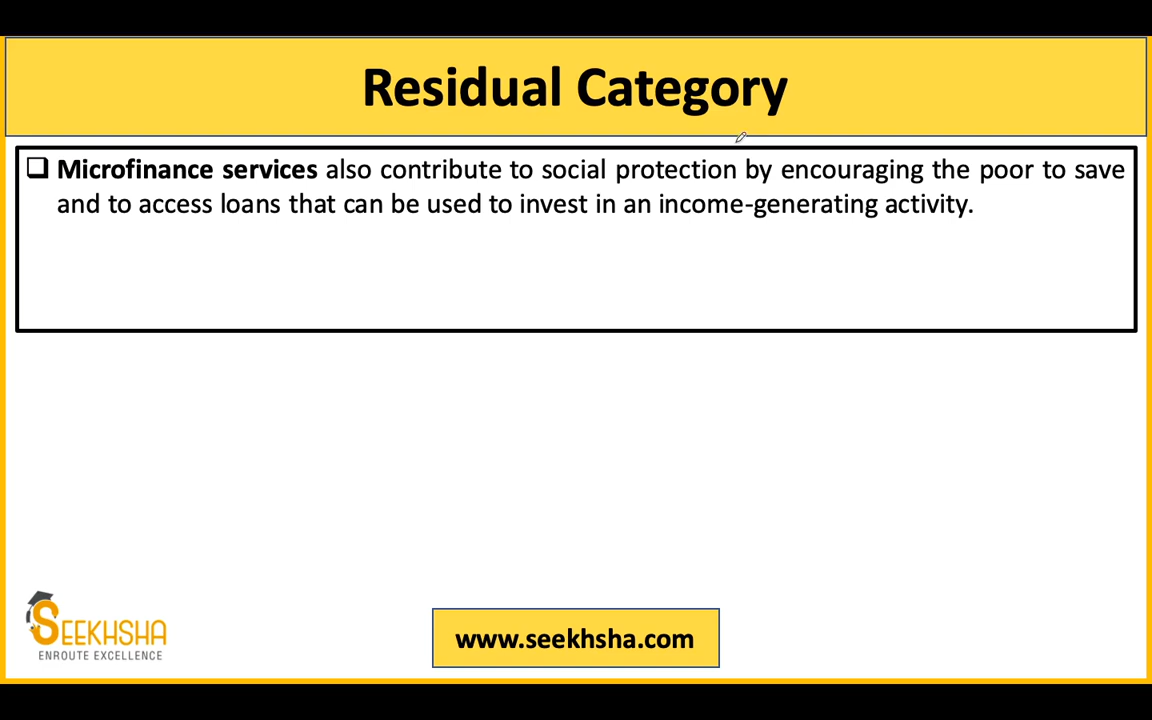 Residual Category
❑ Microfinance services also contribute to social protection by encouraging the poor to save
and to access loans that can be used to invest in an income-generating activity.
SEEKHSHA
ENROUTE EXCELLENCE
www.seekhsha.com